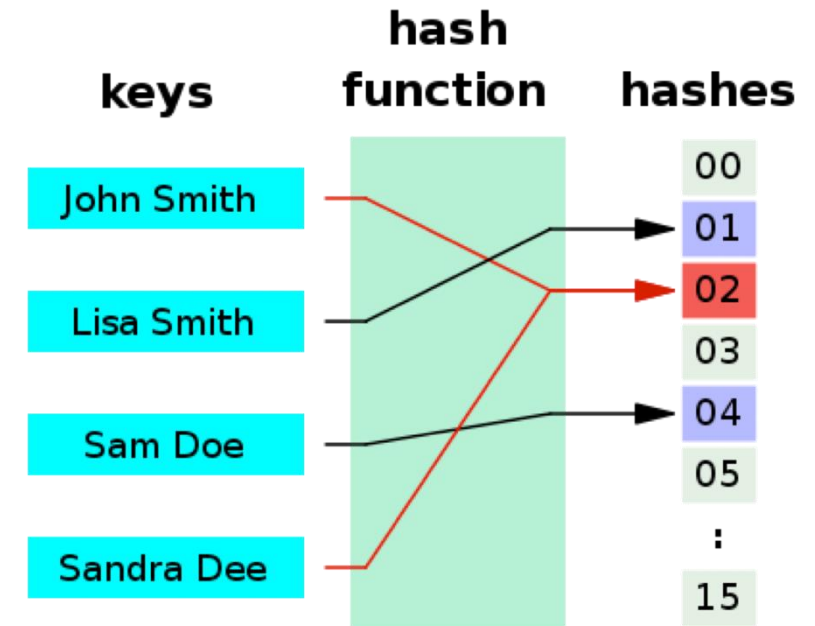 keys
hash
function
hashes
John Smith
Lisa Smith
Sam Doe
Sandra Dee
00
01
02
03
04
05
:
15